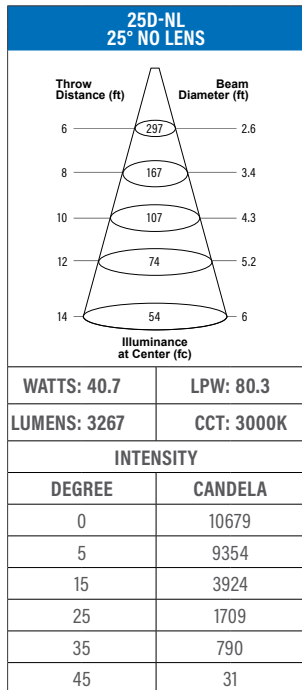 25D-NL
25° NO LENS
Throw Distance (ft)
Beam Diameter (ft)
6 297 2.6
8 167 3.4
10 107 4.3
12 74 5.2
14 54 6
Illuminance
at Center (fc)
WATTS: 40.7 LPW: 80.3
LUMENS: 3267 CCT: 3000K
INTENSITY
DEGREE CANDELA
0 10679
5 9354
15 3924
25 1709
35 790
45 31